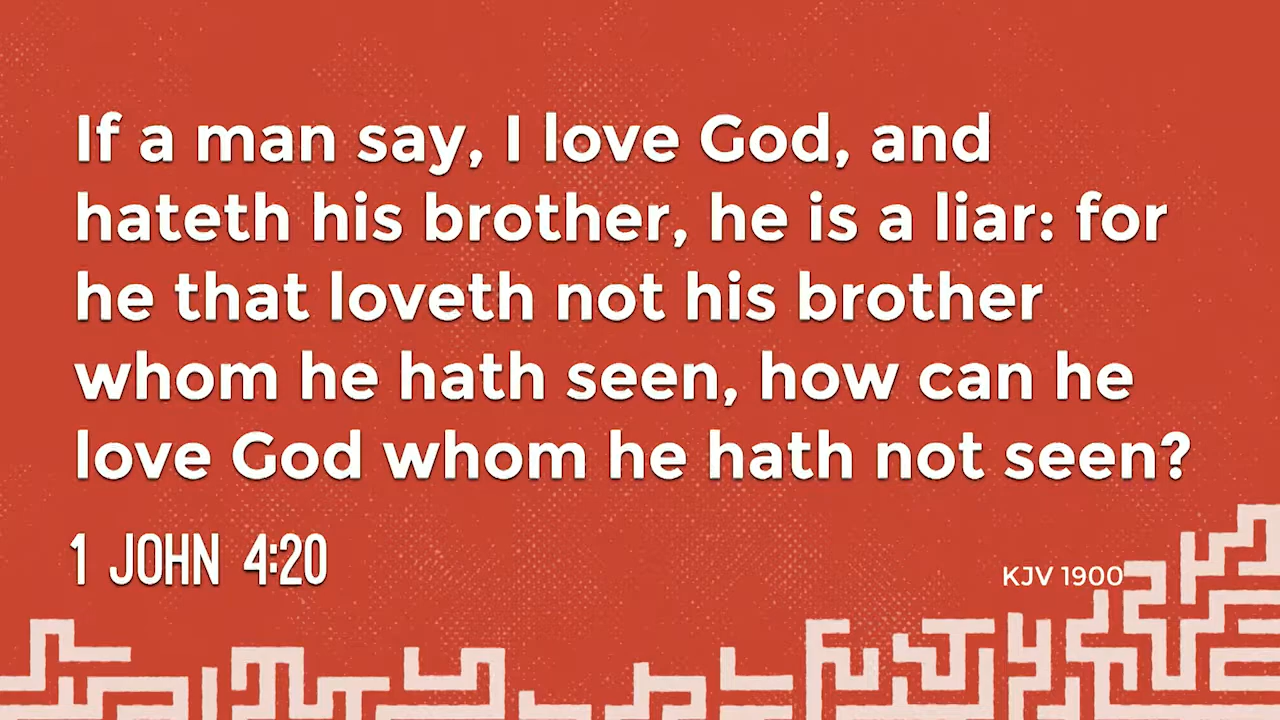 If a man say, I love God, and
hateth his brother, he is a liar: for
he that loveth not his brother
whom he hath seen, how can he
love God whom he hath not seen?
1 JOHN 4:20
KJV 1900